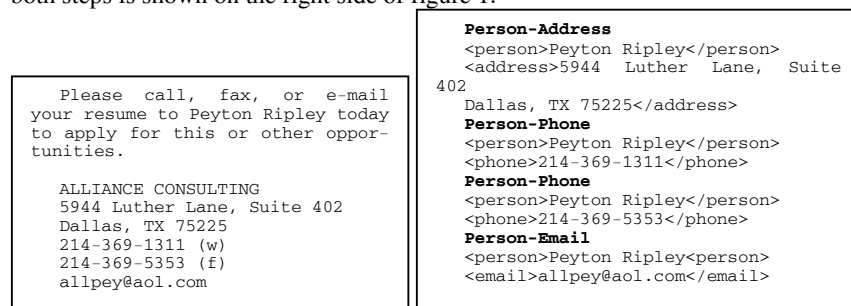 both steps is shown on the right side of figure 1.
Please call, fax, or e-mail
your resume to Peyton Ripley today
to apply for this or other oppor-
tunities.
ALLIANCE CONSULTING
5944 Luther Lane, Suite 402
Dallas, TX 75225
214-369-1311 (w)
214-369-5353 (f)
allpey@aol.com
Person-Address
<person>Peyton Ripley</person>
<address>5944 Luther Lane, Suite
402
Dallas, TX 75225</address>
Person-Phone
<person>Peyton Ripley</person>
<phone>214-369-1311</phone>
Person-Phone
<person>Peyton Ripley</person>
<phone>214-369-5353</phone>
Person-Email
<person>Peyton Ripley<person>
<email>allpey@aol.com</email>